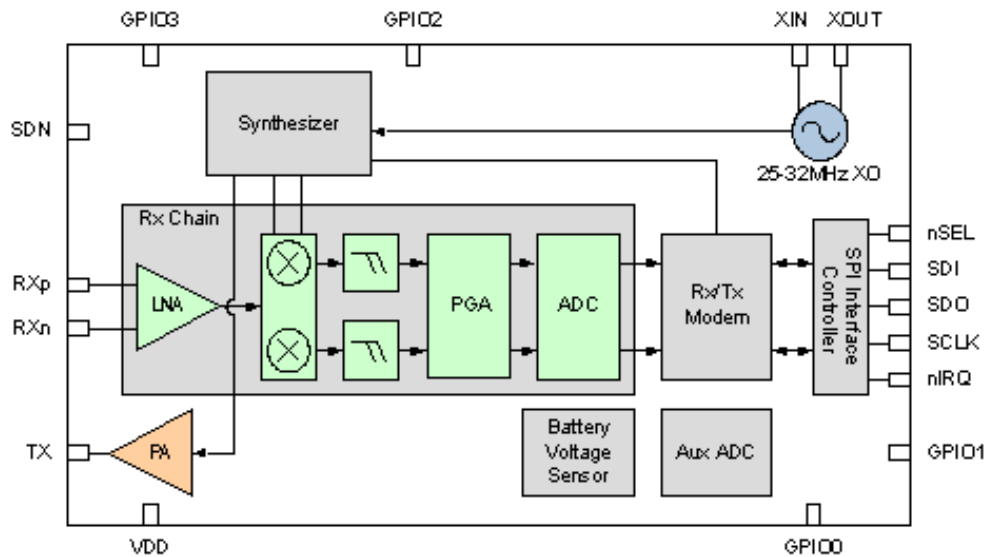 GPIO3
GPIO2
XIN
XOUT
SDN
Synthesizer
25-32MHz XO
Rx Chain
nSEL
RXp
LNA
PGA
ADC
Rx/Tx
Modem
SPI Interface
Controller
SDI
SDO
RXn
SCLK
nIRQ
TX
PA
Battery
Voltage
Sensor
Aux ADC
GPIO1
VDD
GPIO0